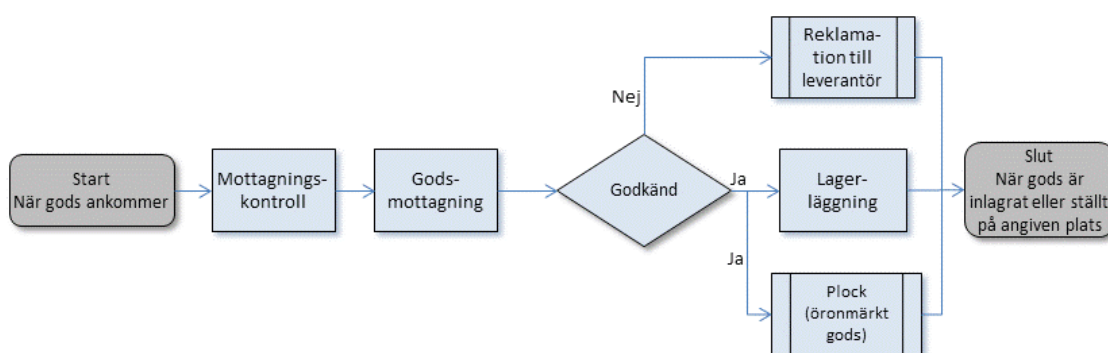 Start
När gods ankommer
Mottagnings-
kontroll
Gods-
mottagning
Godkänd
Nej
Reklama-
tion till
leverantör
Ja
Lager-
läggning
Ja
Plock
(öronmärkt
gods)
Slut
När gods är
inlagrat eller ställt
på angiven plats